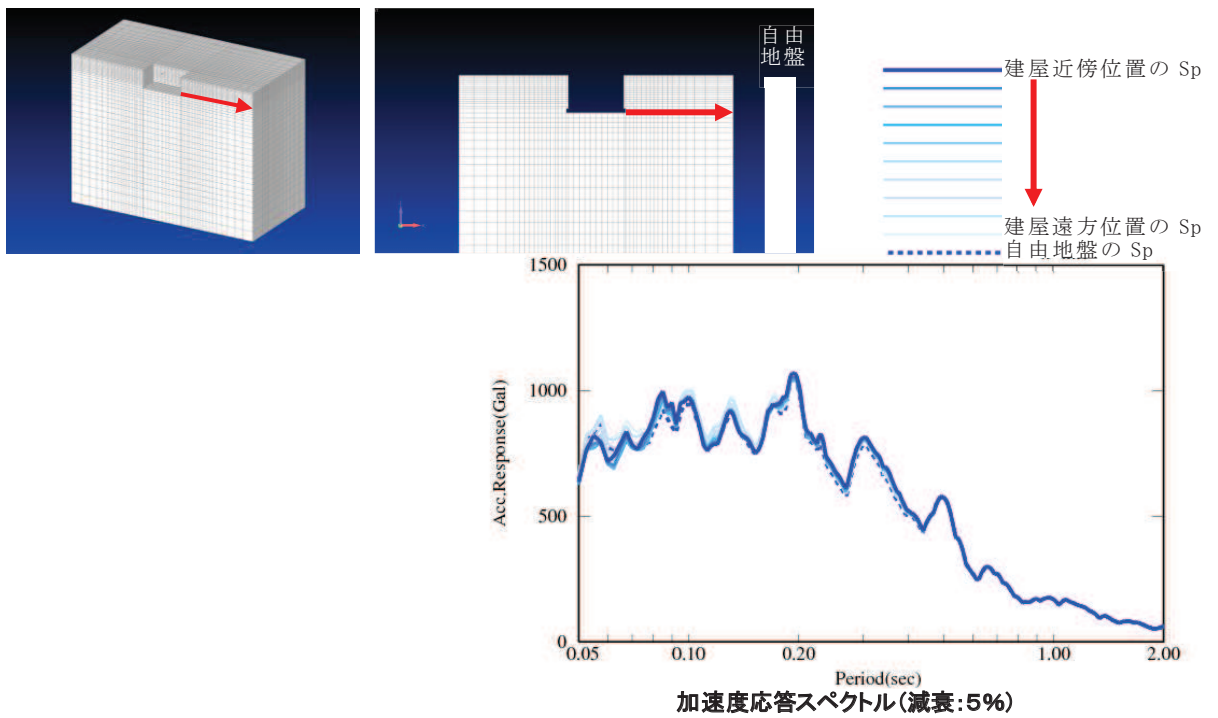 自由
地盤
建屋近傍位置の Sp
建屋遠方位置の Sp
自由地盤の Sp
1500
1000
500
0
Acc.Response(Gal)
0.05 0.10 0.20 1.00 2.00
Period(sec)
加速度応答スペクトル(減衰:5%)